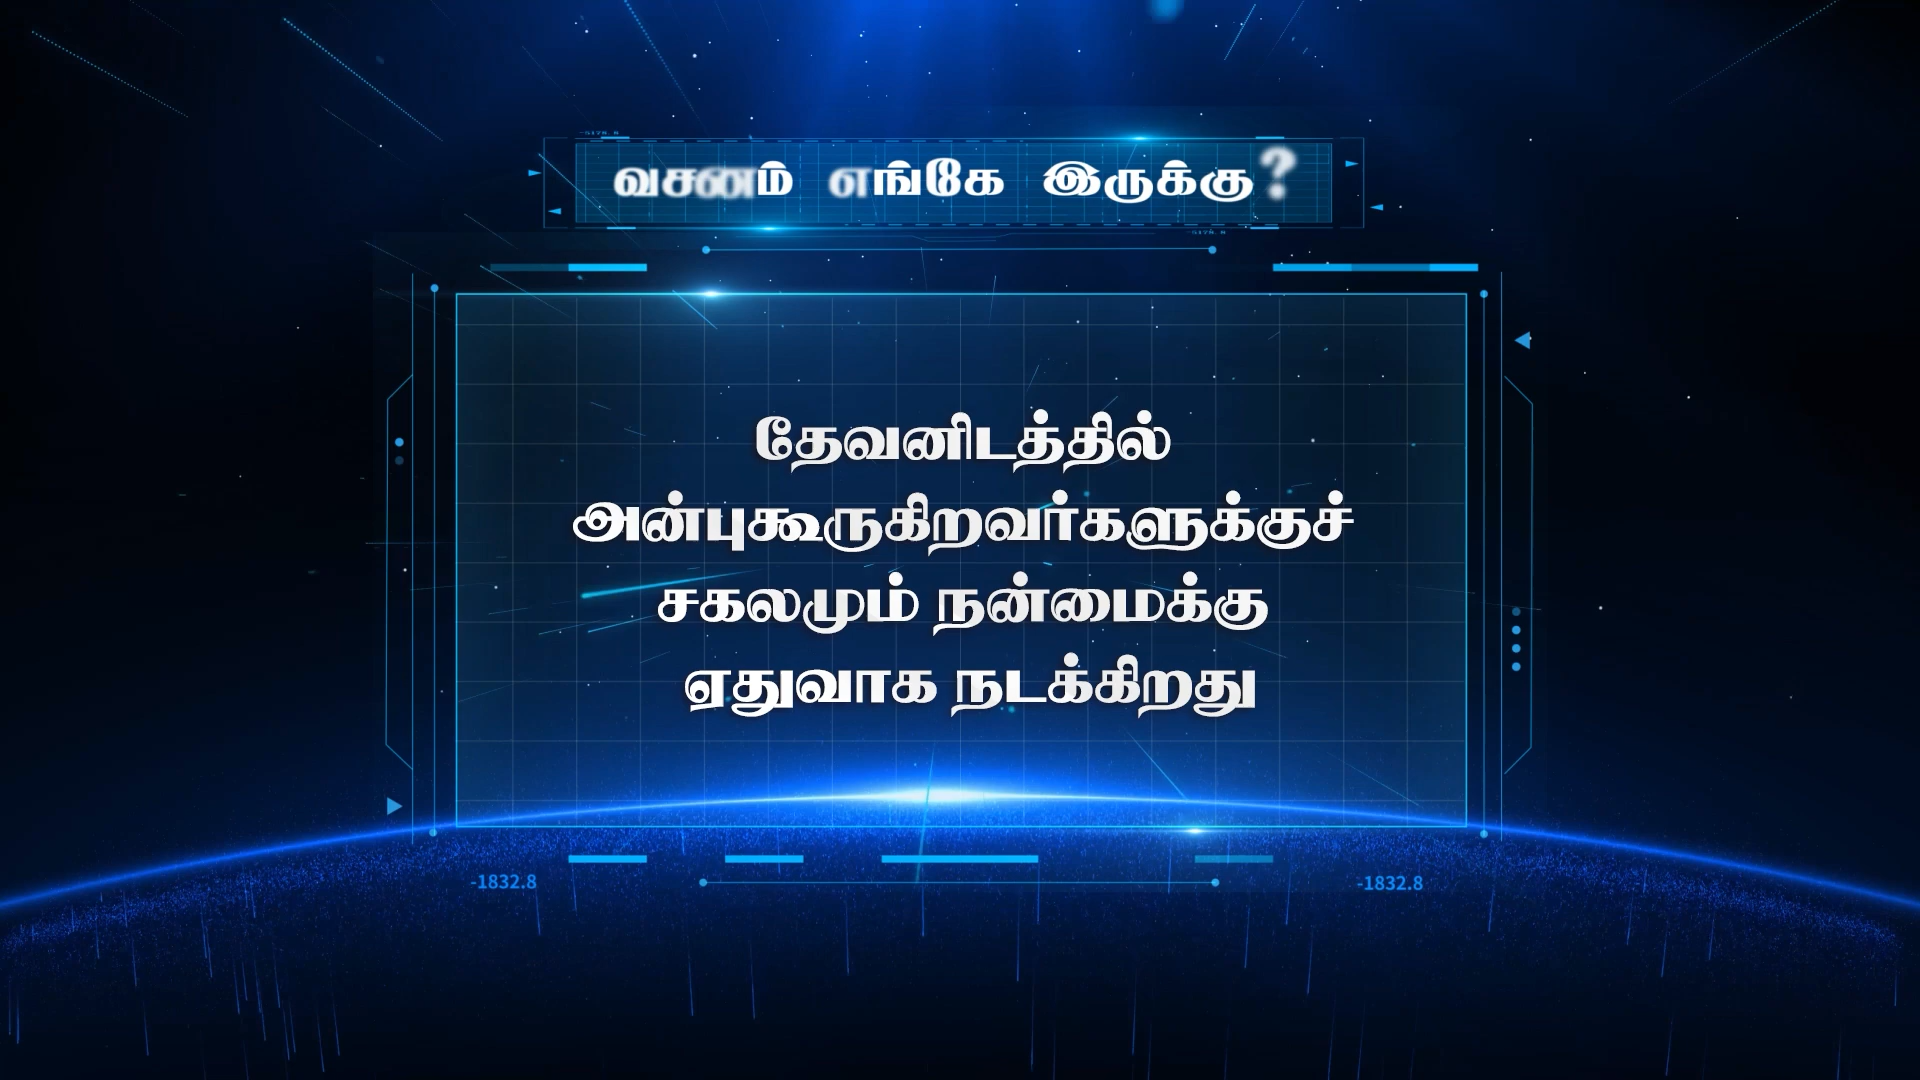 வசனம் எங்கே இருக்கு?
தேவனிடத்தில்
அன்புகூருகிறவர்களுக்குச்
சகலமும் நன்மைக்கு
ஏதுவாக நடக்கிறது
-1832.8
-1832.8